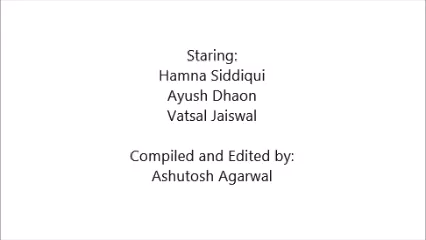 Staring:
Hamna Siddiqui
Ayush Dhaon
Vatsal Jaiswal
Compiled and Edited by:
Ashutosh Agarwal